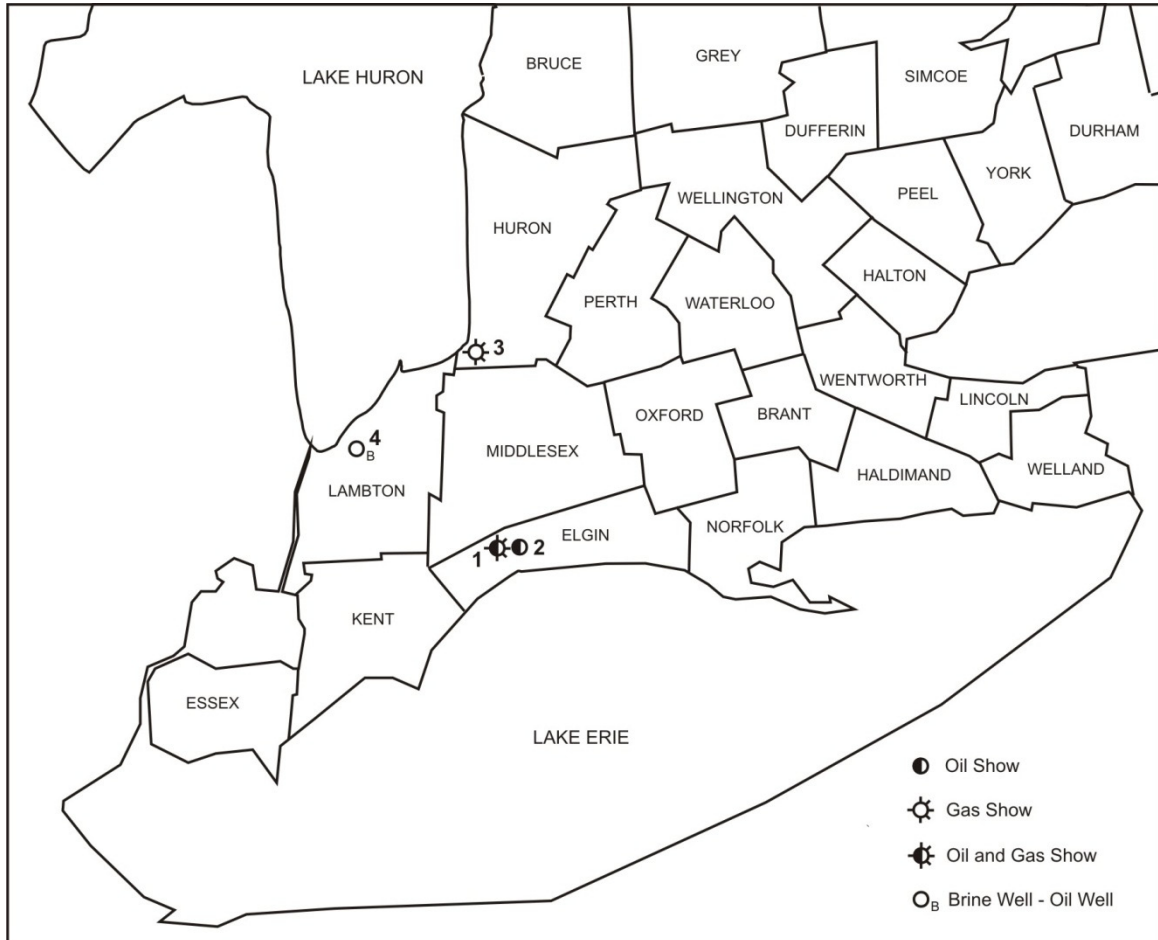 LAKE HURON
BRUCE
GREY
SIMCOE
DUFFERIN
DURHAM
YORK
PEEL
WELLINGTON
HURON
HALTON
PERTH
WATERLOO
3
WENTWORTH
LINCOLN
OXFORD
BRANT
4
B
MIDDLESEX
LAMBTON
HALDIMAND
WELLAND
NORFOLK
ELGIN
1
2
KENT
ESSEX
LAKE ERIE
Oil Show
Gas Show
Oil and Gas Show
B Brine Well - Oil Well